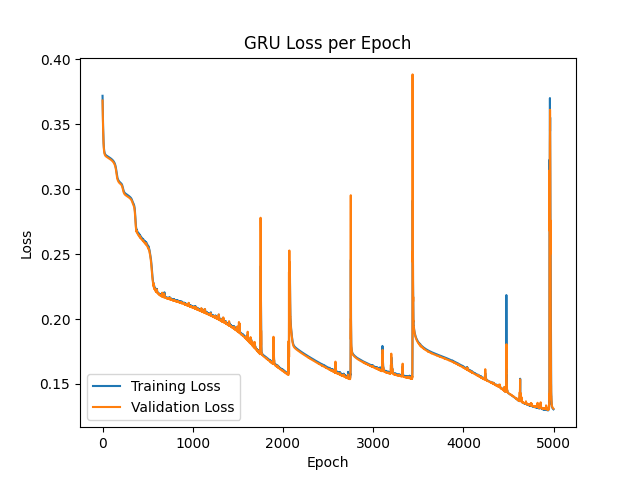 GRU Loss per Epoch
0.40
0.35
0.30
0.25
0.20
0.15
Loss
Training Loss
Validation Loss
0
1000
2000
3000
4000
5000
Epoch